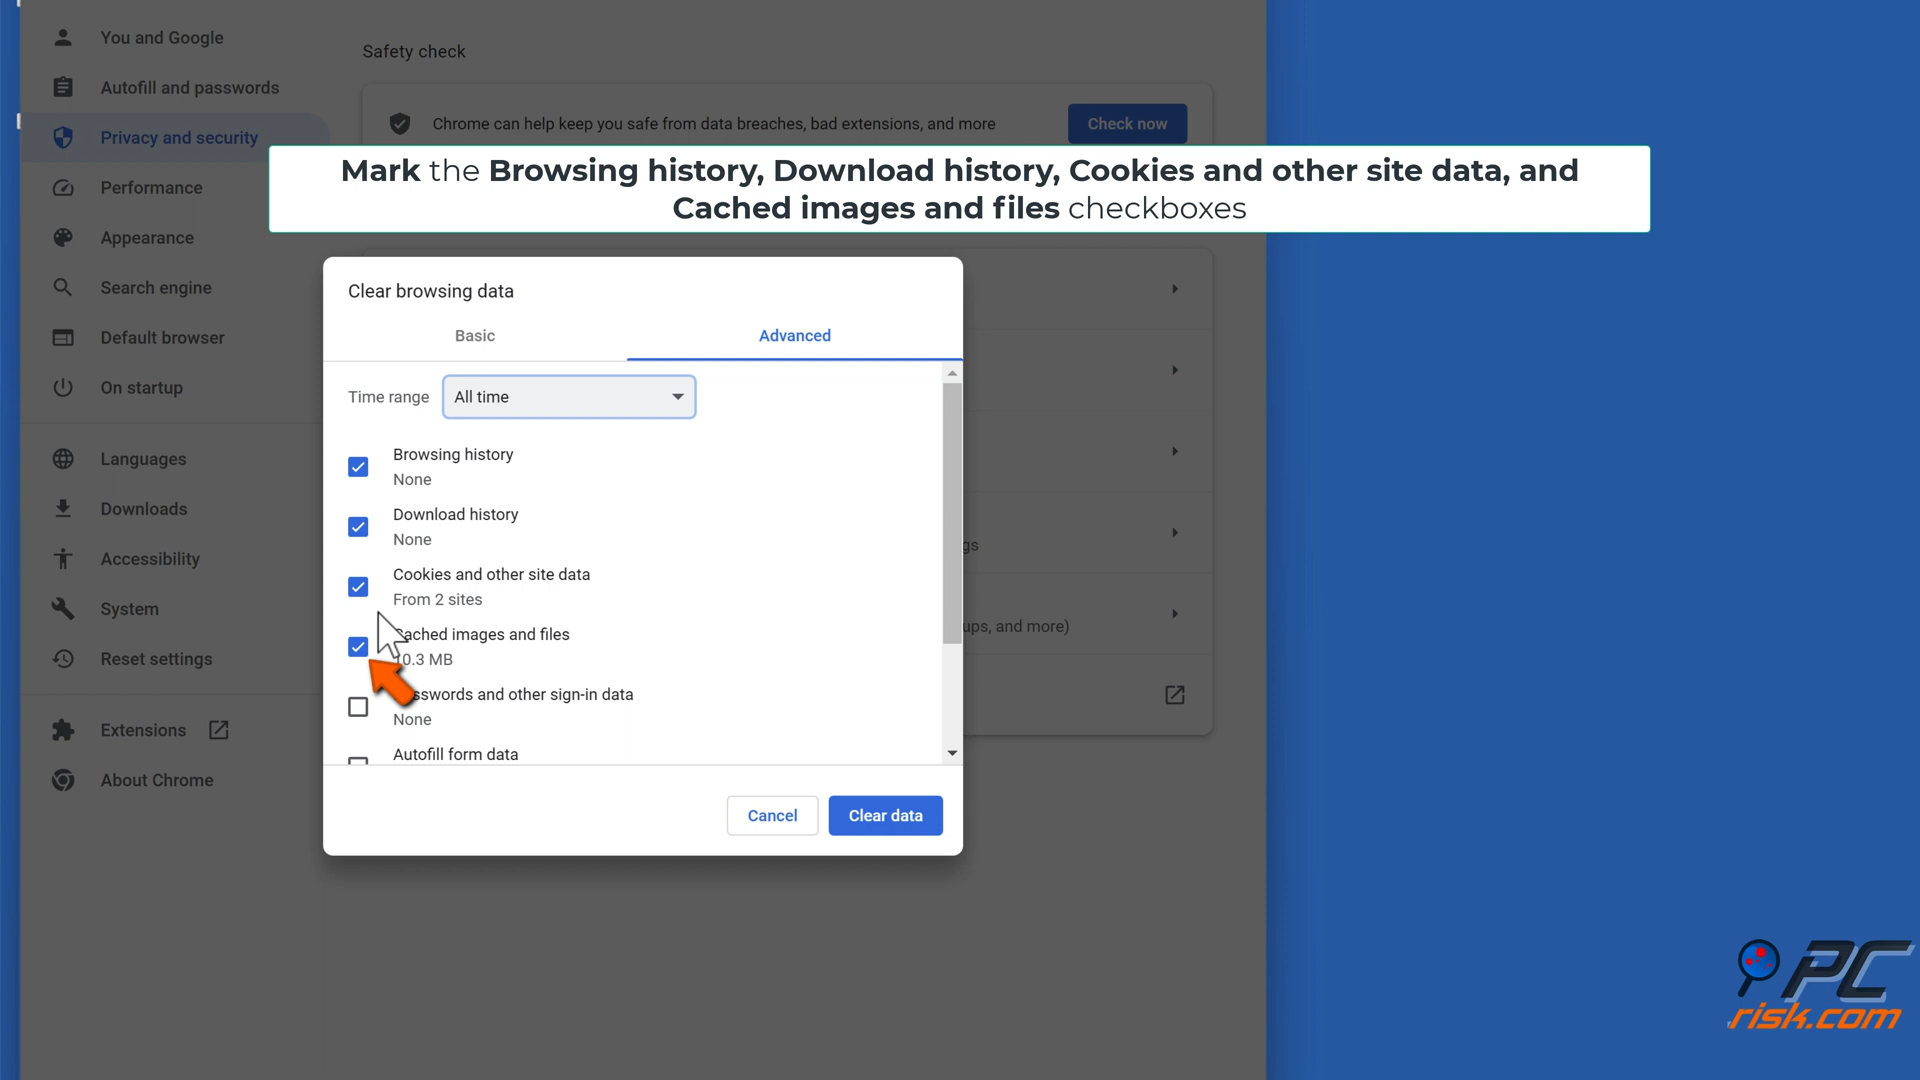 You and Google
Autofill and passwords
Privacy and security
Performance
Appearance
Search engine
Default browser
On startup
Languages
Downloads
Accessibility
System
Reset settings
Extensions
About Chrome
Safety check
Chrome can help keep you safe from data breaches, bad extensions, and more
Check now
Mark the Browsing history, Download history, Cookies and other site data, and
Cached images and files checkboxes
Clear browsing data
Basic
Advanced
Time range
All time
Browsing history
None
Download history
None
Cookies and other site data
From 2 sites
Cached images and files
10.3 MB
Passwords and other sign-in data
None
Autofill form data
Cancel
Clear data
gs
ups, and more)
PC
risk.com